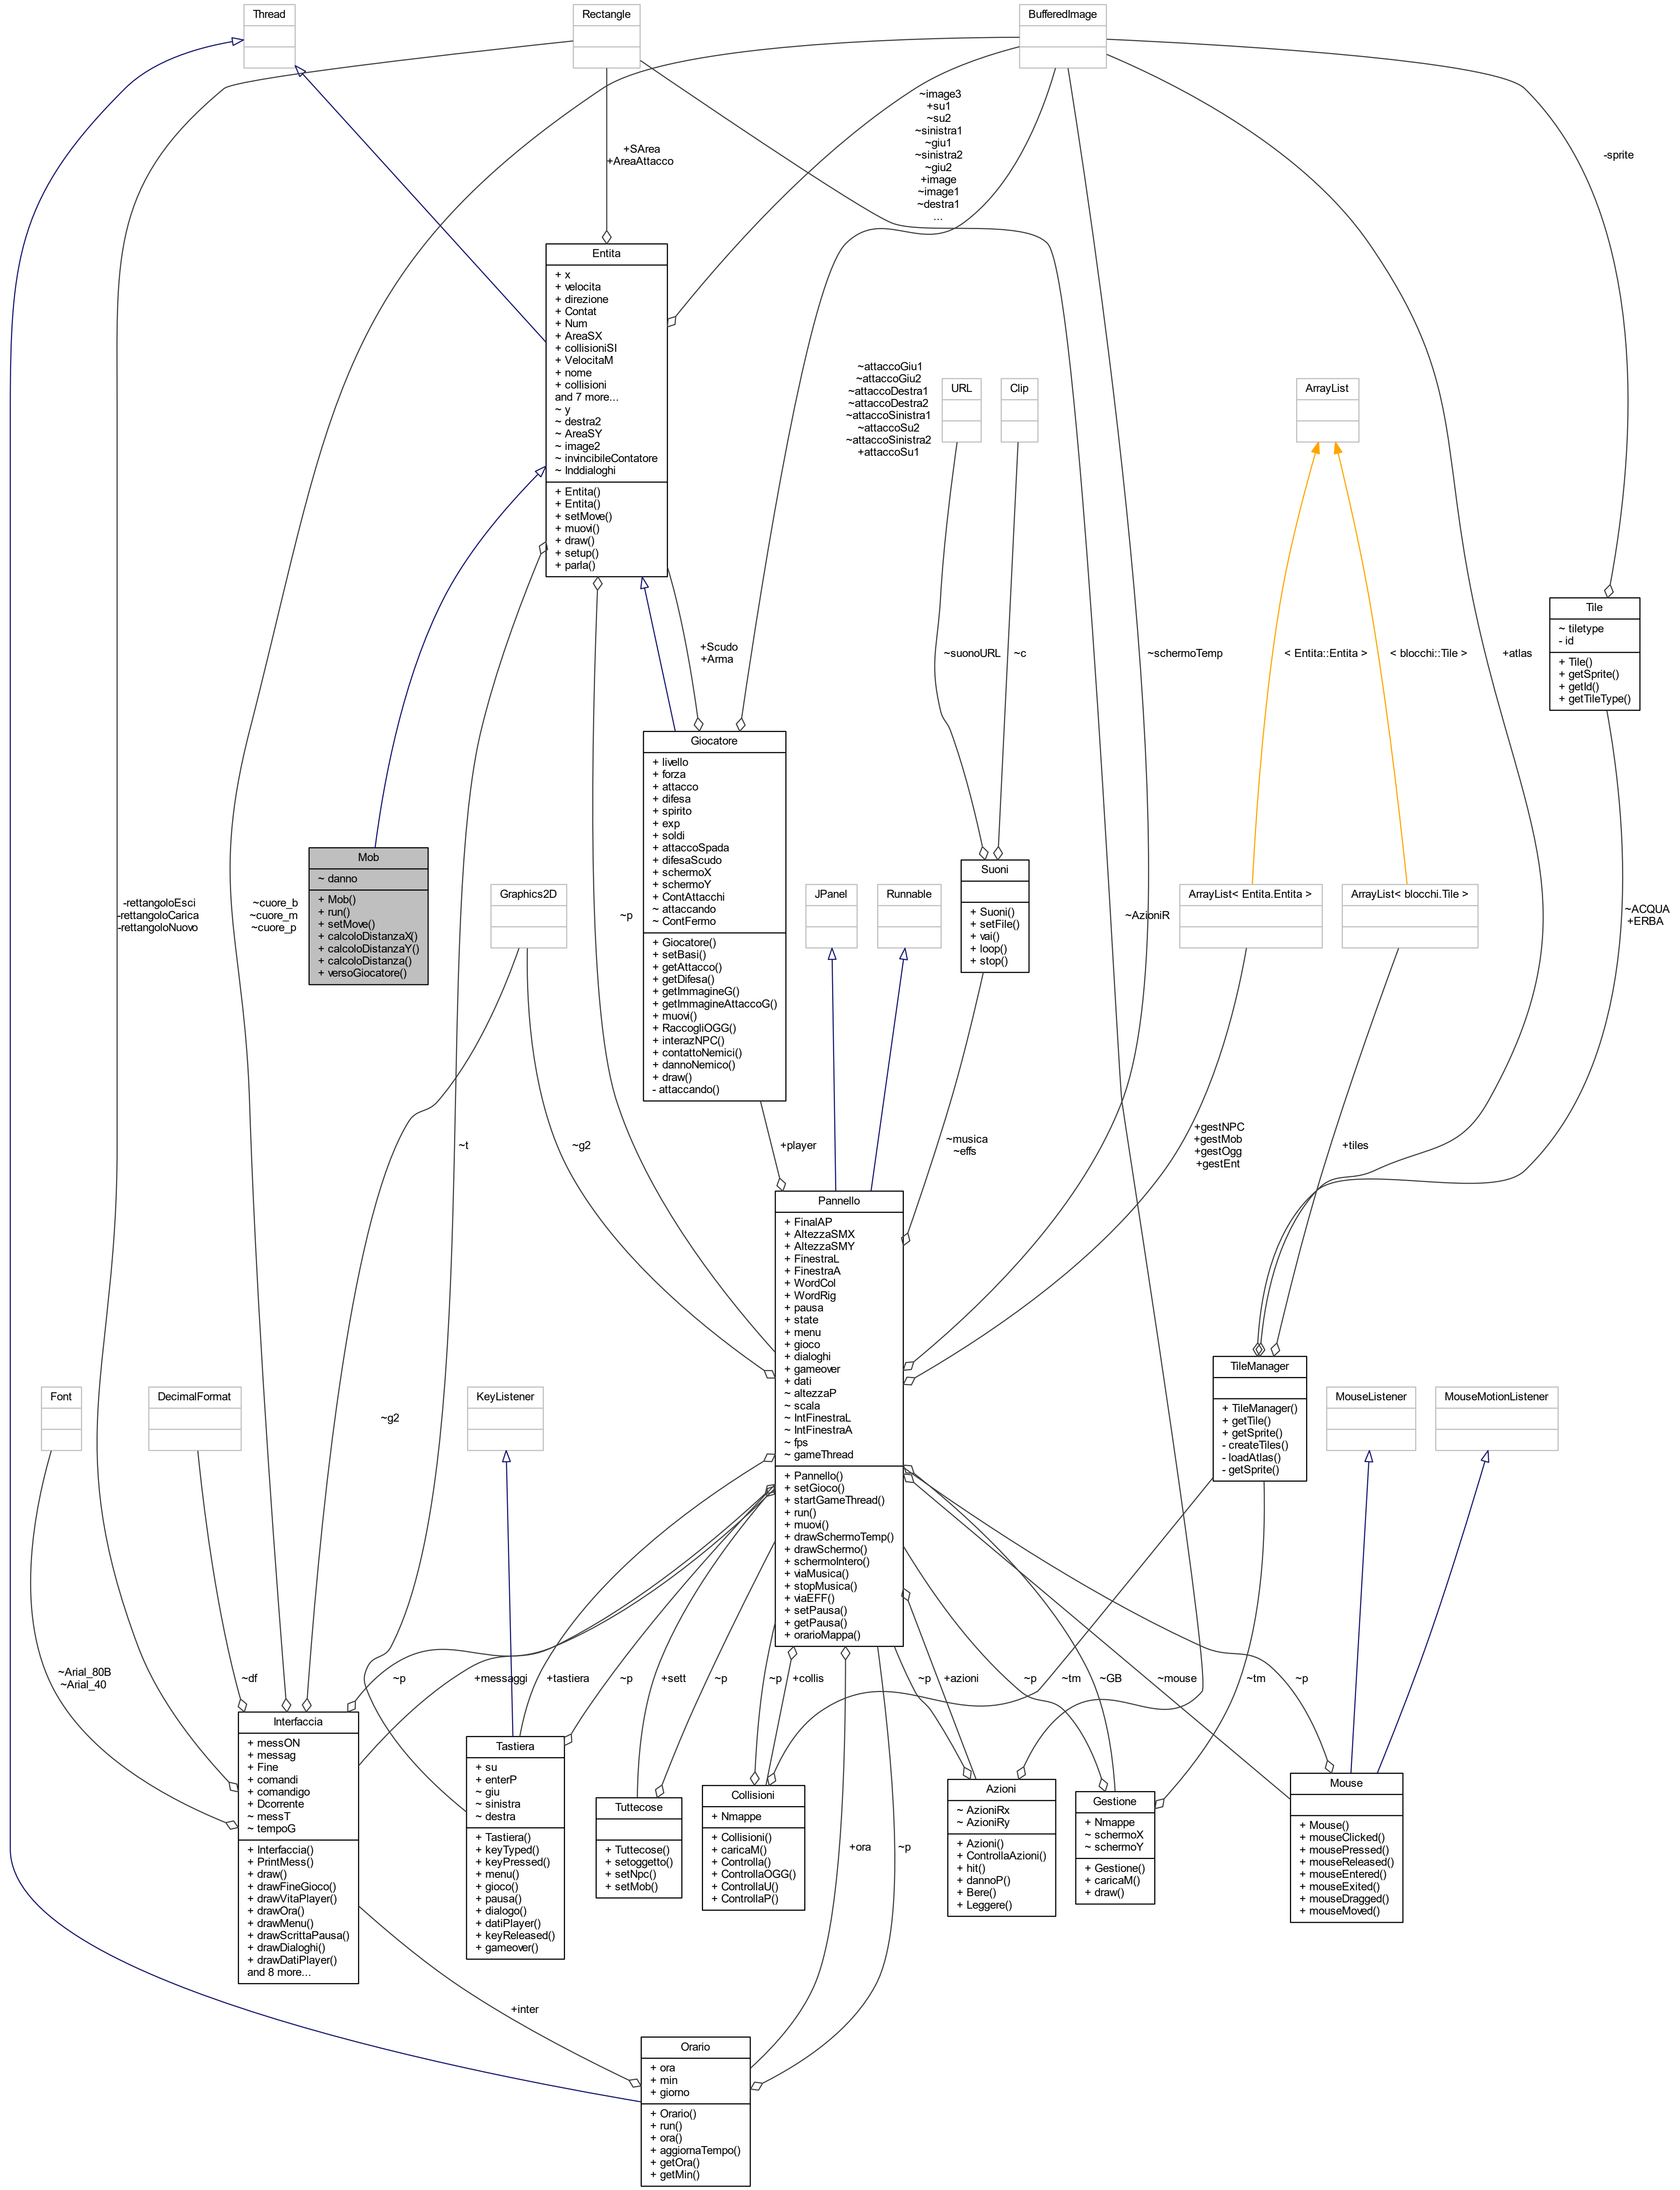 Thread
Rectangle
BufferedImage
~image3
+su1
~su2
~sinistra1
~giu1
~sinistra2
~giu2
+image
~image1
~destra1
...
+SArea
+AreaAttacco
-sprite
Entita
+ x
+ velocita
+ direzione
+ Contat
+ Num
+ AreaSX
+ collisioniSI
+ VelocitaM
+ nome
+ collisioni
and 7 more...
~ y
~ destra2
~ AreaSY
~ image2
~ invincibileContatore
~ Inddialoghi
+ Entita()
+ Entita()
+ setMove()
+ muovi()
+ draw()
+ setup()
+ parla()
~attaccoGiu1
~attaccoGiu2
~attaccoDestra1
~attaccoDestra2
~attaccoSinistra1
~attaccoSu2
~attaccoSinistra2
+attaccoSu1
URL
Clip
ArrayList
Tile
~ tiletype
- id
+ Tile()
+ getSprite()
+ getId()
+ getTileType()
+Scudo
+Arma
~suonoURL
~c
~schermoTemp
< Entita::Entita >
< blocchi::Tile >
+atlas
Giocatore
+ livello
+ forza
+ attacco
+ difesa
+ spirito
+ exp
+ soldi
+ attaccoSpada
+ difesaScudo
+ schermoX
+ schermoY
+ ContAttacchi
~ attaccando
~ ContFermo
+ Giocatore()
+ setBasi()
+ getAttacco()
+ getDifesa()
+ getImmagineG()
+ getImmagineAttaccoG()
+ muovi()
+ RaccogliOGG()
+ interazNPC()
+ contattoNemici()
+ dannoNemico()
+ draw()
- attaccando()
Mob
~ danno
+ Mob()
+ run()
+ setMove()
+ calcoloDistanzaX()
+ calcoloDistanzaY()
+ calcoloDistanza()
+ versoGiocatore()
-rettangoloEsci
-rettangoloCarica
-rettangoloNuovo
~cuore_b
~cuore_m
~cuore_p
Graphics2D
~p
JPanel
Runnable
Suoni
+ Suoni()
+ setFile()
+ vai()
+ loop()
+ stop()
~AzioniR
ArrayList< Entita.Entita >
ArrayList< blocchi.Tile >
~ACQUA
+ERBA
~t
~g2
+player
~musica
~effs
+gestNPC
+gestMob
+gestOgg
+gestEnt
+tiles
Pannello
+ FinalAP
+ AltezzaSMX
+ AltezzaSMY
+ FinestraL
+ FinestraA
+ WordCol
+ WordRig
+ pausa
+ state
+ menu
+ gioco
+ dialoghi
+ gameover
+ dati
~ altezzaP
~ scala
~ IntFinestraL
~ IntFinestraA
~ fps
~ gameThread
+ Pannello()
+ setGioco()
+ startGameThread()
+ run()
+ muovi()
+ drawSchermoTemp()
+ drawSchermo()
+ schermoIntero()
+ viaMusica()
+ stopMusica()
+ viaEFF()
+ setPausa()
+ getPausa()
+ orarioMappa()
Font
DecimalFormat
~g2
KeyListener
TileManager
+ TileManager()
+ getTile()
+ getSprite()
- createTiles()
- loadAtlas()
- getSprite()
MouseListener
MouseMotionListener
~Arial_80B
~Arial_40
~df
~p
+messaggi
+tastiera
~p
+sett
~p
~p
+collis
~p
+azioni
~p
~tm
~GB
~mouse
~tm
~p
Interfaccia
+ messON
+ messag
+ Fine
+ comandi
+ comandigo
+ Dcorrente
~ messT
~ tempoG
+ Interfaccia()
+ PrintMess()
+ draw()
+ drawFineGioco()
+ drawVitaPlayer()
+ drawOra()
+ drawMenu()
+ drawScrittaPausa()
+ drawDialoghi()
+ drawDatiPlayer()
and 8 more...
Tastiera
+ su
+ enterP
~ giu
~ sinistra
~ destra
+ Tastiera()
+ keyTyped()
+ keyPressed()
+ menu()
+ gioco()
+ pausa()
+ dialogo()
+ datiPlayer()
+ keyReleased()
+ gameover()
Tuttecose
+ Tuttecose()
+ setoggetto()
+ setNpc()
+ setMob()
Collisioni
+ Nmappe
+ Collisioni()
+ caricaM()
+ Controlla()
+ ControllaOGG()
+ ControllaU()
+ ControllaP()
Azioni
~ AzioniRx
~ AzioniRy
+ Azioni()
+ ControllaAzioni()
+ hit()
+ dannoP()
+ Bere()
+ Leggere()
Gestione
+ Nmappe
~ schermoX
~ schermoY
+ Gestione()
+ caricaM()
+ draw()
Mouse
+ Mouse()
+ mouseClicked()
+ mousePressed()
+ mouseReleased()
+ mouseEntered()
+ mouseExited()
+ mouseDragged()
+ mouseMoved()
+ora
~p
+inter
Orario
+ ora
+ min
+ giorno
+ Orario()
+ run()
+ ora()
+ aggiornaTempo()
+ getOra()
+ getMin()